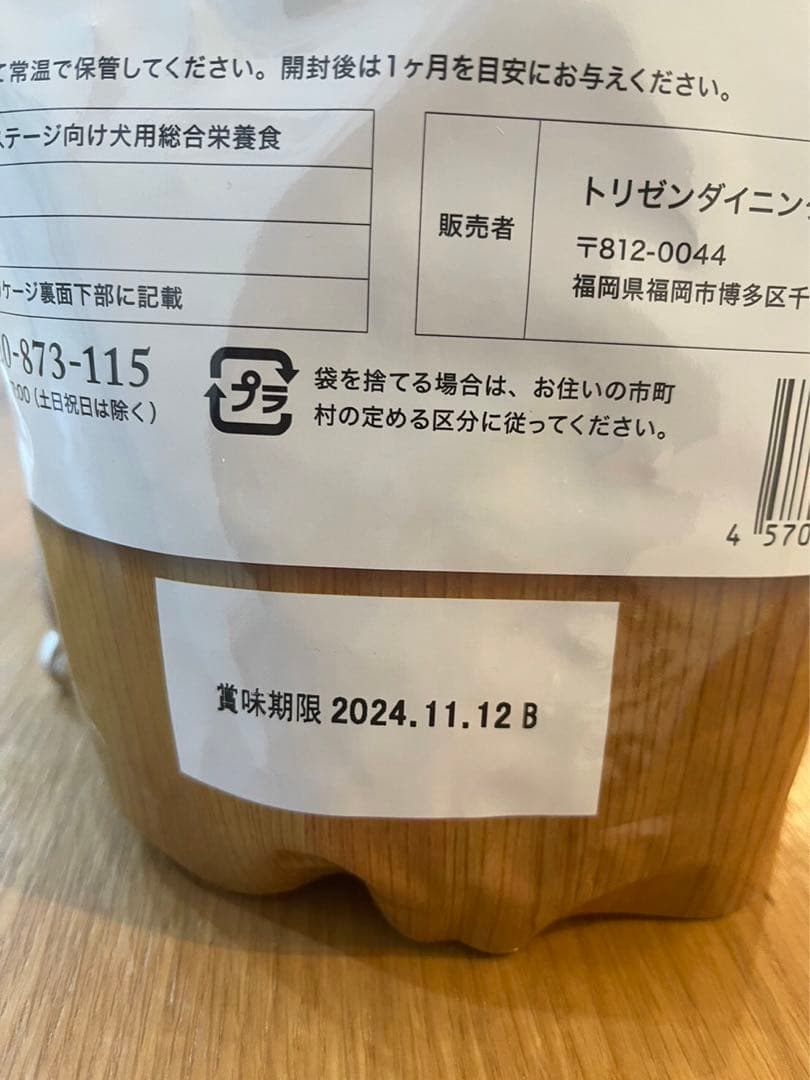 て常温で保管してください。開封後は1ヶ月を目安にお与えください。
ステージ向け犬用総合栄養食
ケージ裏面下部に記載
販売者
トリゼンダイニング
〒812-0044
福岡県福岡市博多区千
0-873-115
:00（土日祝日は除く）
プラ
袋を捨てる場合は、お住いの市町
村の定める区分に従ってください。
4 570
賞味期限 2024.11.12 B